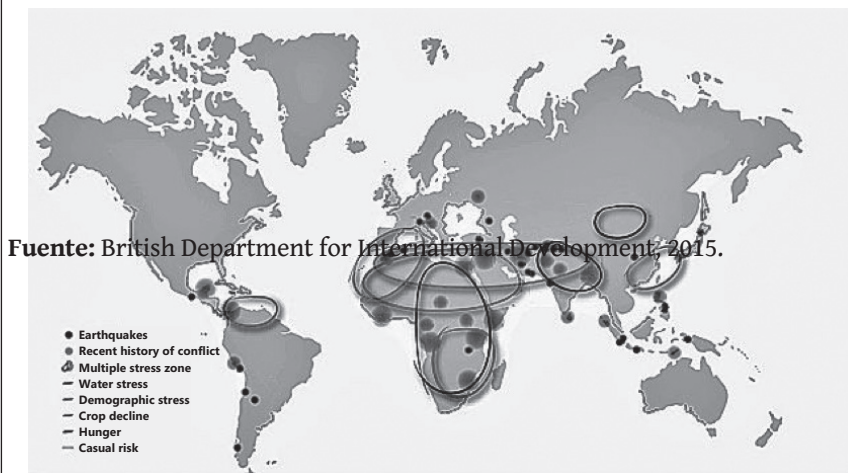 Fuente: British Department for International Development, 2015.
Earthquakes
Recent history of conflict
Multiple stress zone
Water stress
Demographic stress
Crop decline
Hunger
Casual risk